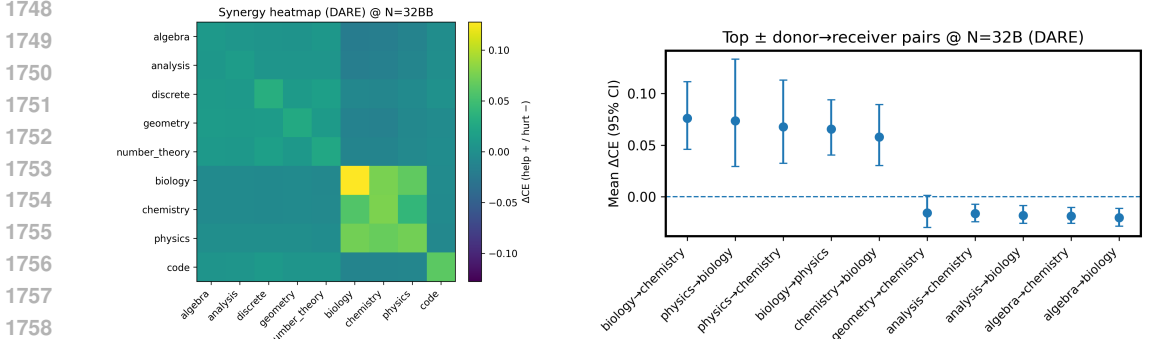 1748
1749
1750
1751
1752
1753
1754
1755
1756
1757
1758
Synergy heatmap (DARE) @ N=32BB
algebra
analysis
discrete
geometry
number_theory
biology
chemistry
physics
code
algebra
analysis
discrete
geometry
umber_theory
biology
chemistry
physics
code
0.10
0.05
0.00
−0.05
−0.10
ΔCE (help + / hurt −)
Top ± donor→receiver pairs @ N=32B (DARE)
Mean ΔCE (95% CI)
0.10
0.05
0.00
biology→chemistry
physics→biology
physics→chemistry
biology→physics
chemistry→biology
geometry→chemistry
analysis→chemistry
analysis→biology
algebra→chemistry
algebra→biology